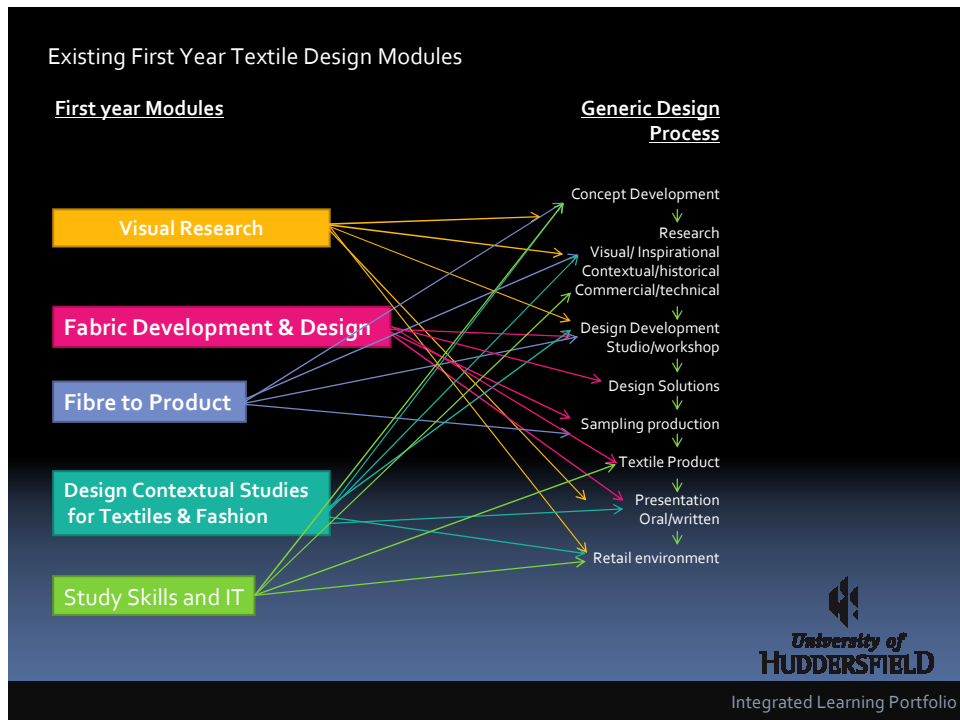 Existing First Year Textile Design Modules
First year Modules
Generic Design
Process
Visual Research
Fabric Development & Design
Fibre to Product
Design Contextual Studies
for Textiles & Fashion
Study Skills and IT
Concept Development
Research
Visual/ Inspirational
Contextual/historical
Commercial/technical
Design Development
Studio/workshop
Design Solutions
Sampling production
Textile Product
Presentation
Oral/written
Retail environment
University of
HUDDERSFIELD
Integrated Learning Portfolio